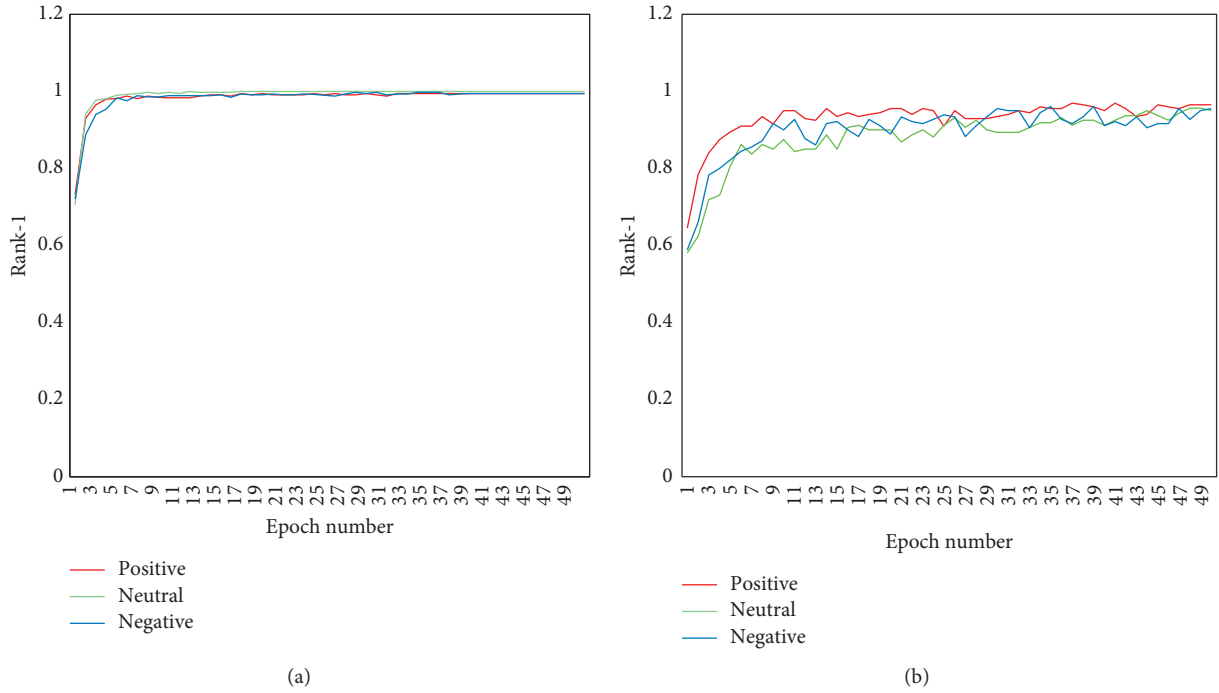 1.2
1
0.8
0.6
0.4
0.2
0
Rank-1
1 3 5 7 9 11 13 15 17 19 21 23 25 27 29 31 33 35 37 39 41 43 45 47 49
Epoch number
Positive
Neutral
Negative
(a)
1.2
1
0.8
0.6
0.4
0.2
0
Rank-1
1 3 5 7 9 11 13 15 17 19 21 23 25 27 29 31 33 35 37 39 41 43 45 47 49
Epoch number
Positive
Neutral
Negative
(b)